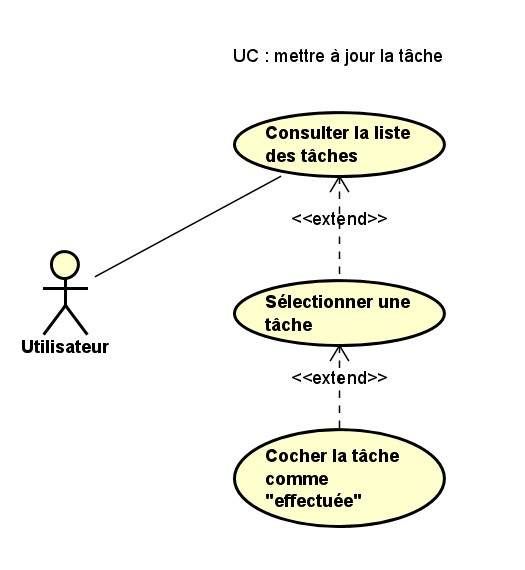 UC : mettre à jour la tâche
Consulter la liste
des tâches
<<extend>>
Sélectionner une
tâche
Utilisateur
<<extend>>
Cocher la tâche
comme
"effectuée"